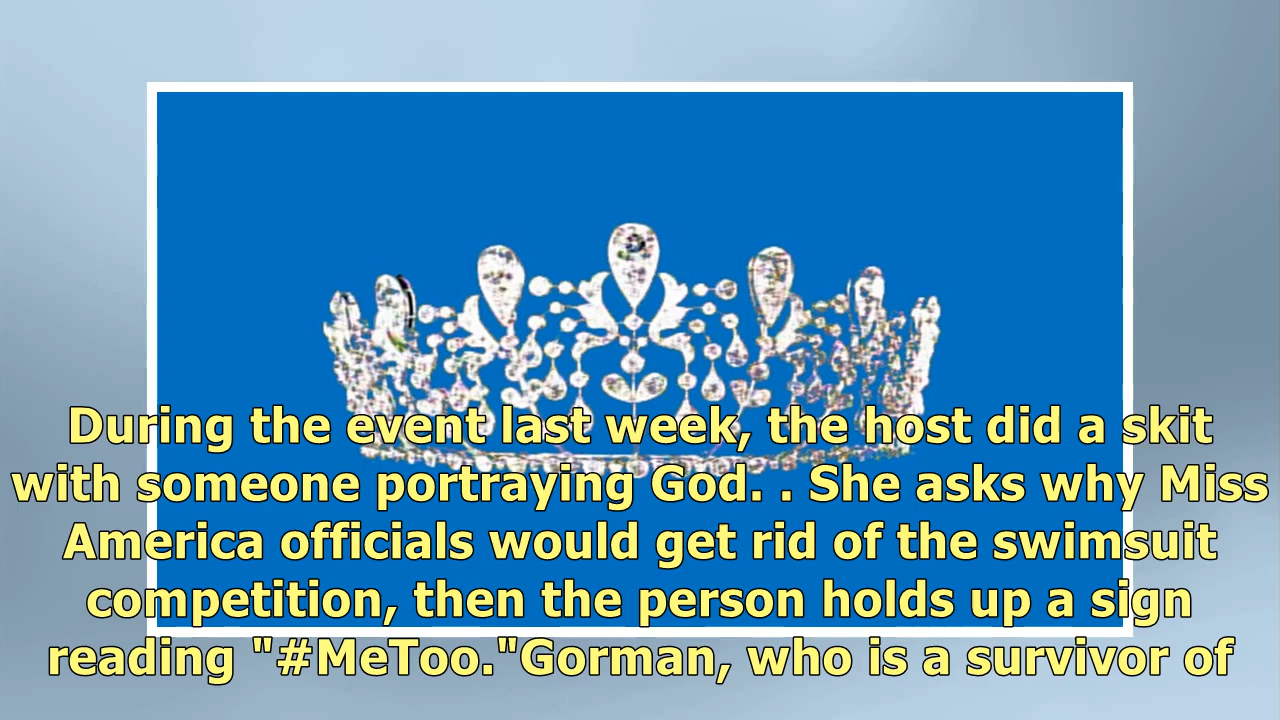 During the event last week, the host did a skit
with someone portraying God. . She asks why Miss
America officials would get rid of the swimsuit
competition, then the person holds up a sign
reading "#MeToo."Gorman, who is a survivor of